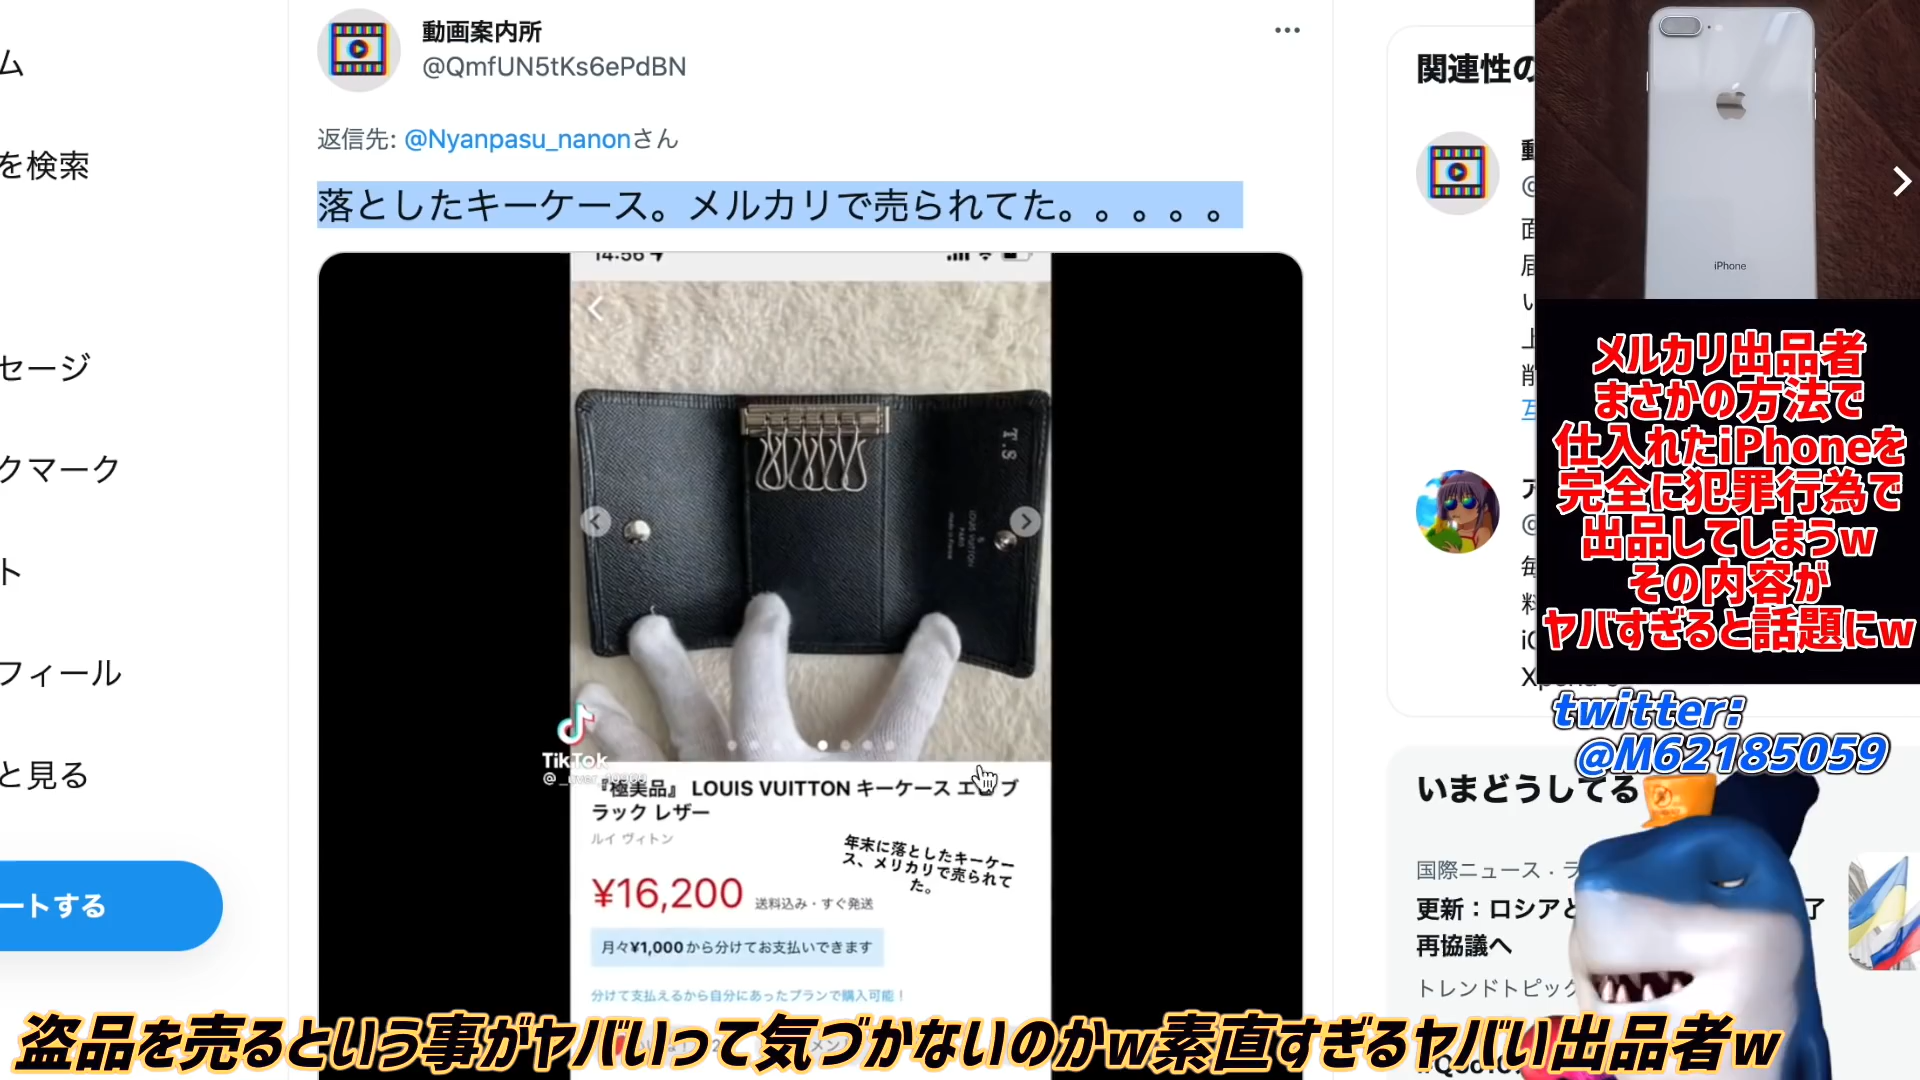 動画案内所
@QmfUN5tKs6ePdBN
返信先: @Nyanpasu_nanonさん
落としたキーケース。メルカリで売られてた。。。。。
14:56
T.S
LOUIS VUITTON
PARIS
TikTok
『極美品』 LOUIS VUITTON キーケース エピ ブ
ラック レザー
ルイ ヴィトン
年末に落としたキーケー
ス、メリカリで売られて
た。
¥16,200 送料込み・すぐ発送
月々¥1,000から分けてお支払いできます
分けて支払えるから自分にあったプランで購入可能！
ム
を検索
セージ
クマーク
ト
フィール
と見る
ートする
関連性の
iPhone
メルカリ出品者
まさかの方法で
仕入れたiPhoneを
完全に犯罪行為で
出品してしまうw
その内容が
ヤバすぎると話題にw
twitter:
@M62185059
いまどうしてる
国際ニュース · ラ
更新：ロシアと
了
再協議へ
トレンドトピック
盗品を売るという事がヤバいって気づかないのかw素直すぎるヤバい出品者w